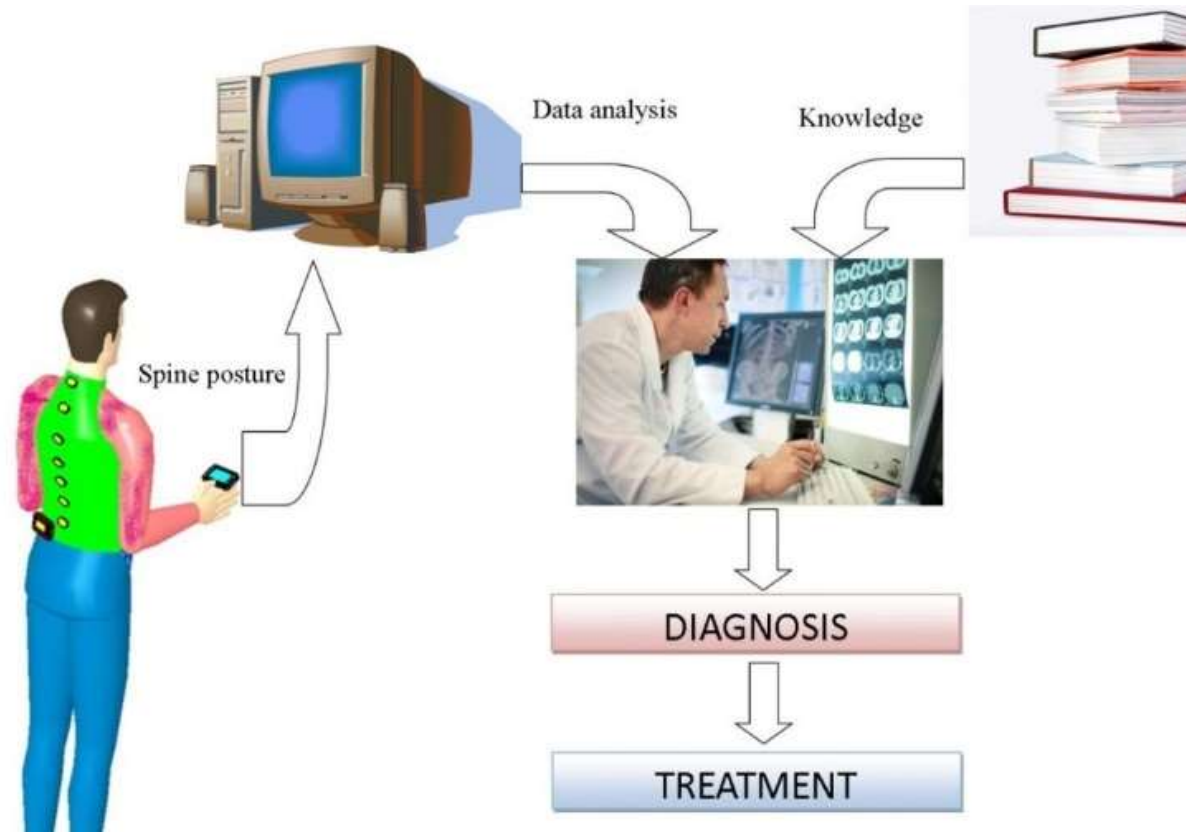 Data analysis
Knowledge
Spine posture
DIAGNOSIS
TREATMENT